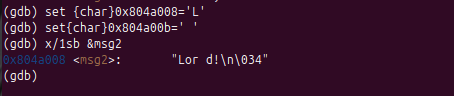 (gdb) set {char}0x804a008='L'
(gdb) set{char}0x804a00b=' '
(gdb) x/1sb &msg2
0x804a008 <msg2>: "Lor d!\n\034"
(gdb)